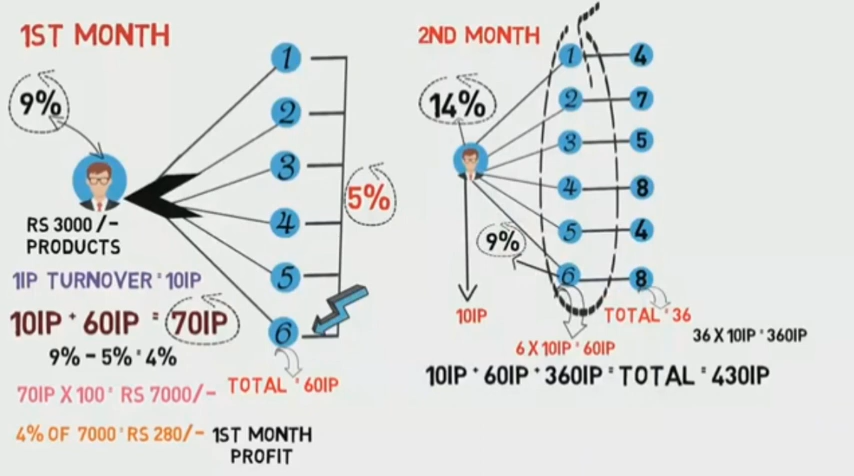 1ST MONTH
9%
1
2
3
4
5
6
5%
RS 3000/-
PRODUCTS
1IP TURNOVER = 10IP
10IP + 60IP = 70IP
9% - 5% = 4%
70IP X 100 = RS 7000/-
TOTAL = 60IP
4% OF 7000 = RS 280/- 1ST MONTH
PROFIT
2ND MONTH
14%
1 4
2 7
3 5
4 8
5 4
6 8
9%
10IP
TOTAL = 36
6 X 10IP = 60IP
36 X 10IP = 360IP
10IP + 60IP + 360IP = TOTAL = 430IP